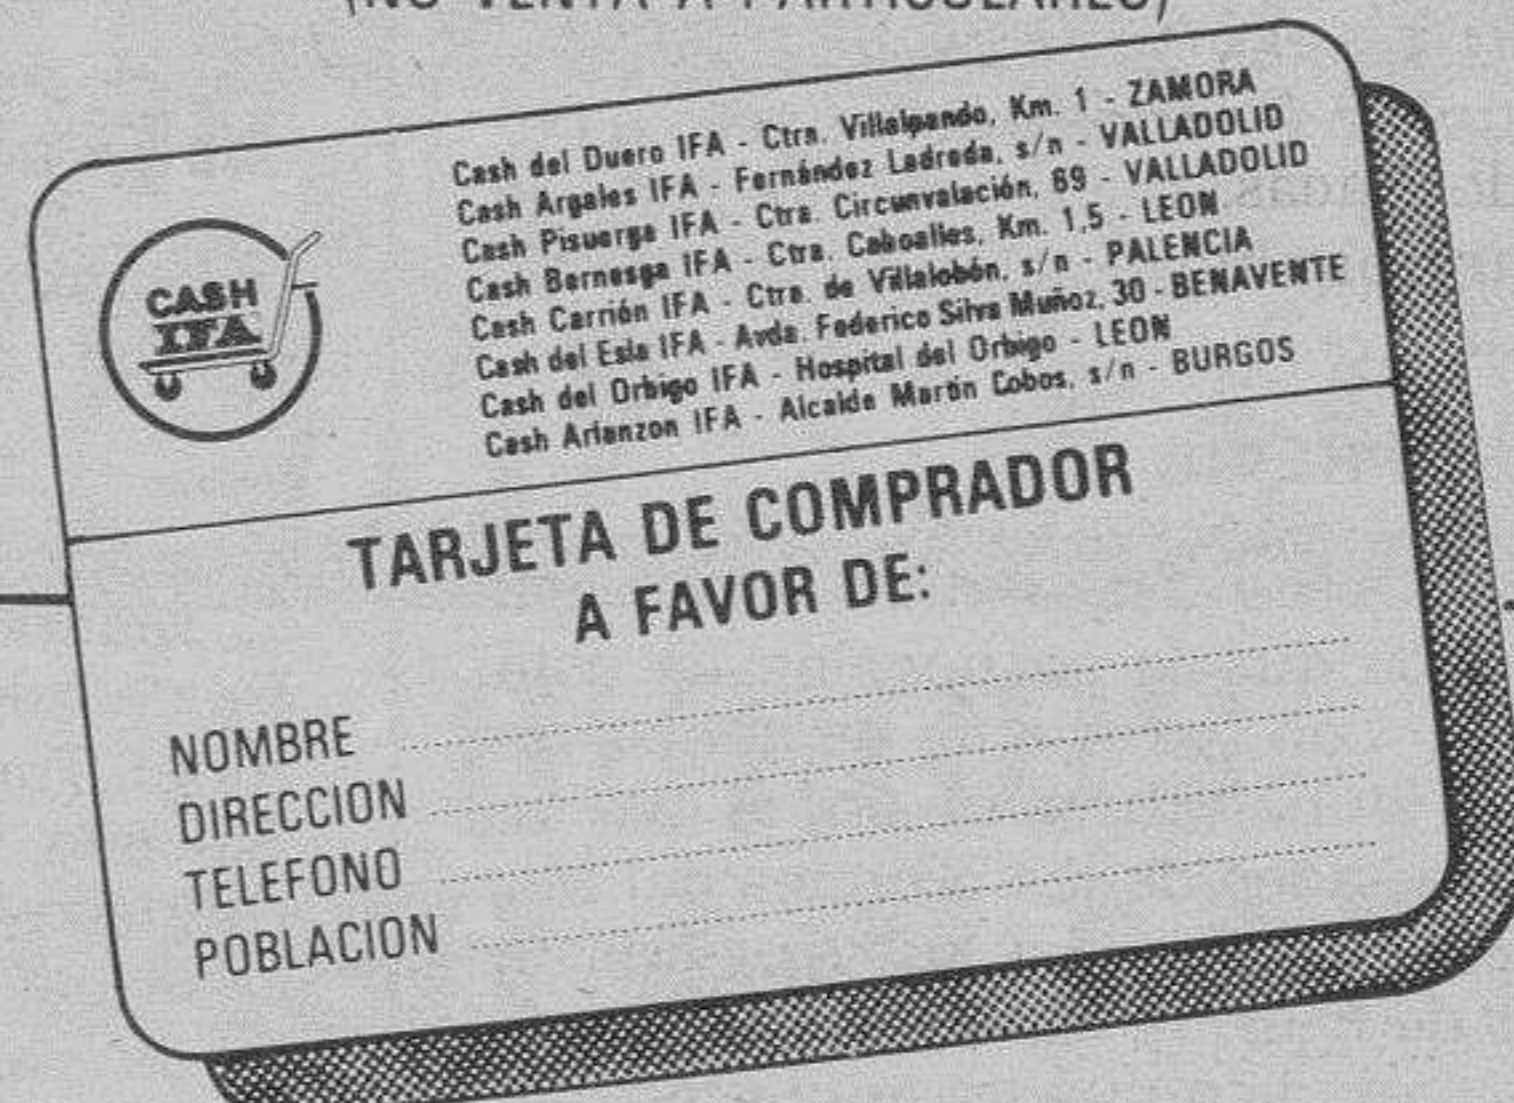 (NO VENTA A PARTICULARES)
Cash del Duero IFA - Ctra. Villalpando, Km. 1 - ZAMORA
Cash Argales IFA - Fernández Ladreda, s/n - VALLADOLID
Cash Pisuerga IFA - Ctra. Circunvalación, 69 - VALLADOLID
Cash Bernesga IFA - Ctra. Caboalles, Km. 1,5 - LEON
Cash Carrión IFA - Ctra. de Villalobón, s/n - PALENCIA
Cash del Esla IFA - Avda. Federico Silva Muñoz, 30 - BENAVENTE
Cash del Orbigo IFA - Hospital del Orbigo - LEON
Cash Arlanzon IFA - Alcalde Martín Cobos, s/n - BURGOS
CASH
IFA
TARJETA DE COMPRADOR
A FAVOR DE:
NOMBRE
DIRECCION
TELEFONO
POBLACION